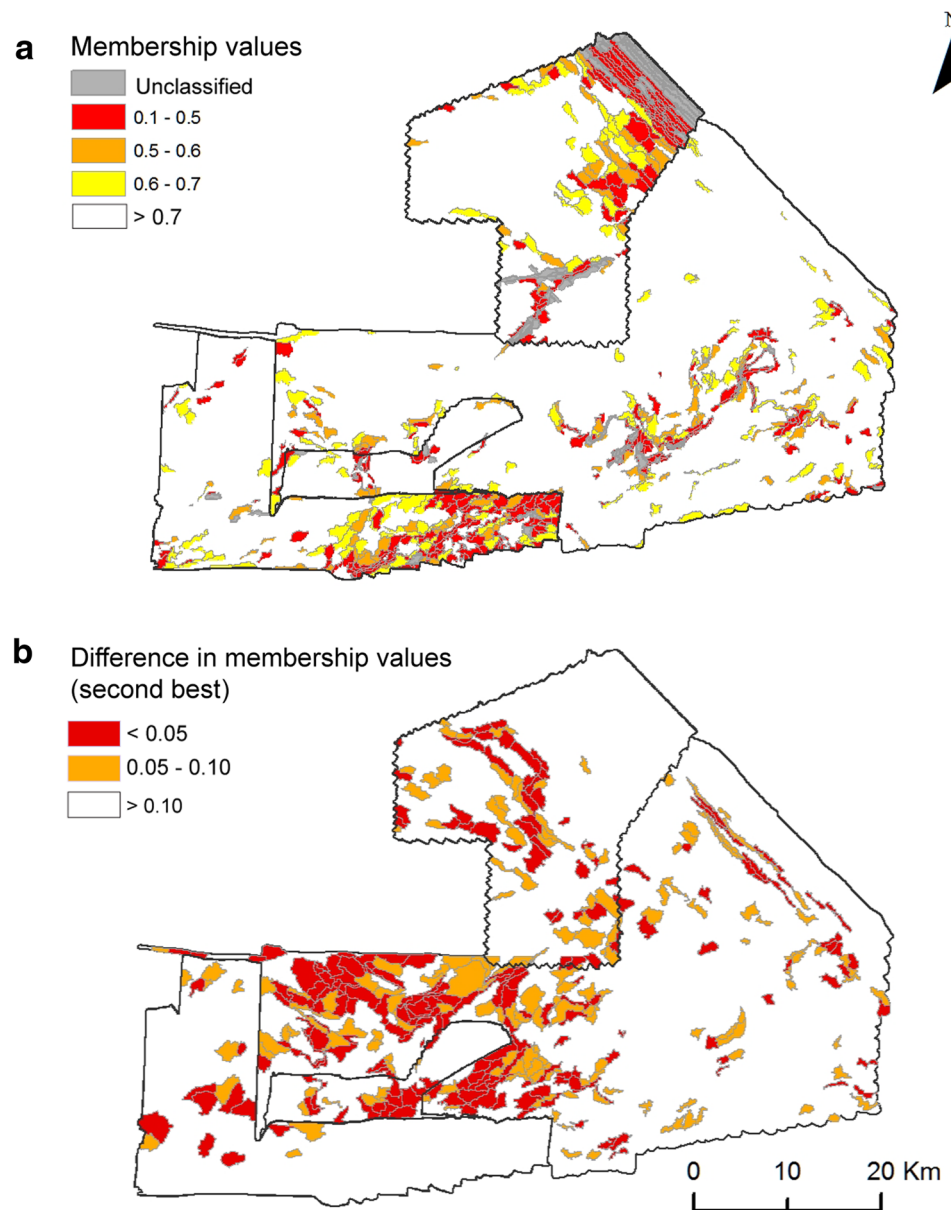 N
a
Membership values
Unclassified
0.1 - 0.5
0.5 - 0.6
0.6 - 0.7
> 0.7
b
Difference in membership values
(second best)
< 0.05
0.05 - 0.10
> 0.10
0 10 20 Km